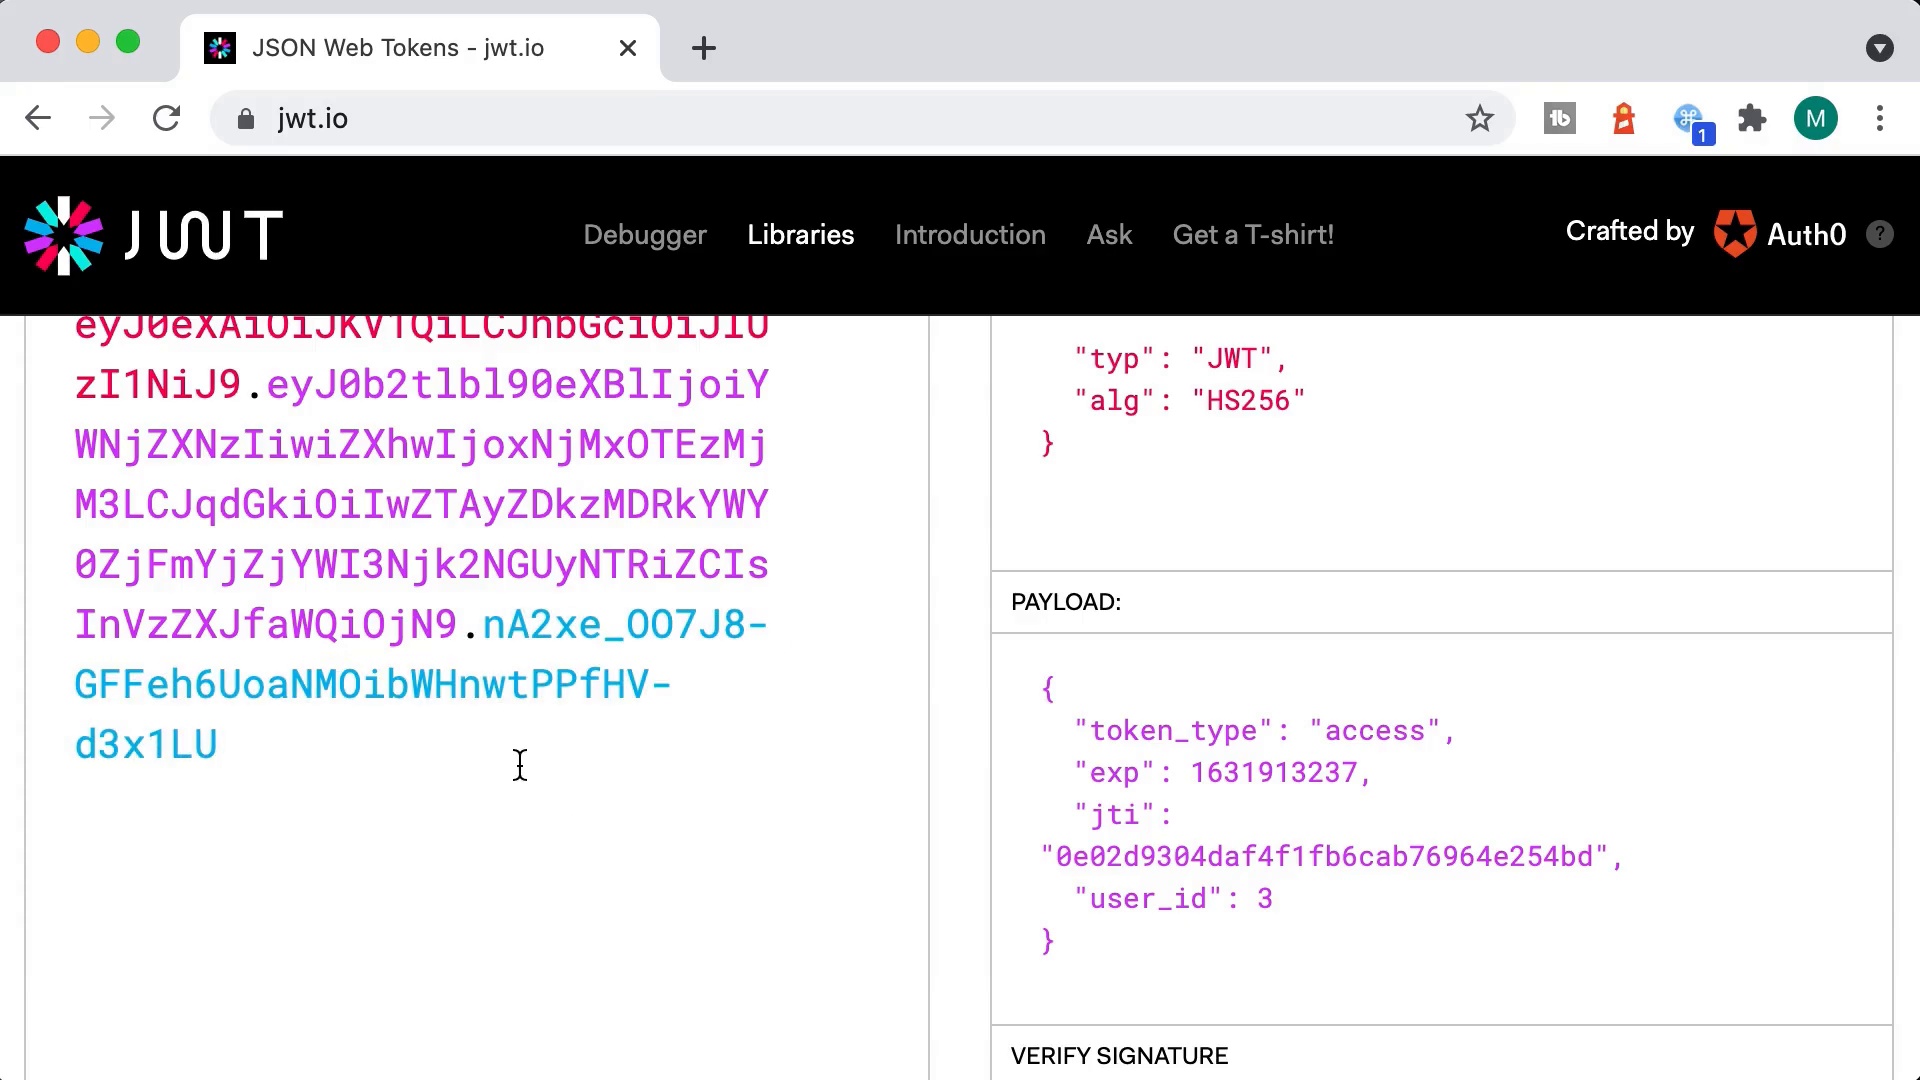 JSON Web Tokens - jwt.io
jwt.io
tb
1
M
JWT
Debugger
Libraries
Introduction
Ask
Get a T-shirt!
Crafted by
Auth0
?
eyJ0eXAiOiJKV1QiLCJhbGciOiJIU
zI1NiJ9.eyJ0b2tlbl90eXBlIjoiY
WNjZXNzIiwiZXhwIjoxNjMxOTEzMj
M3LCJqdGkiOiIwZTAyZDkzMDRkYWY
0ZjFmYjZjYWI3Njk2NGUyNTRiZCIs
InVzZXJfaWQiOjN9.nA2xe_OO7J8-
GFFeh6UoaNMOibWHnwtPPfHV-
d3x1LU
"typ": "JWT",
"alg": "HS256"
}
PAYLOAD:
{
"token_type": "access",
"exp": 1631913237,
"jti":
"0e02d9304daf4f1fb6cab76964e254bd",
"user_id": 3
}
VERIFY SIGNATURE